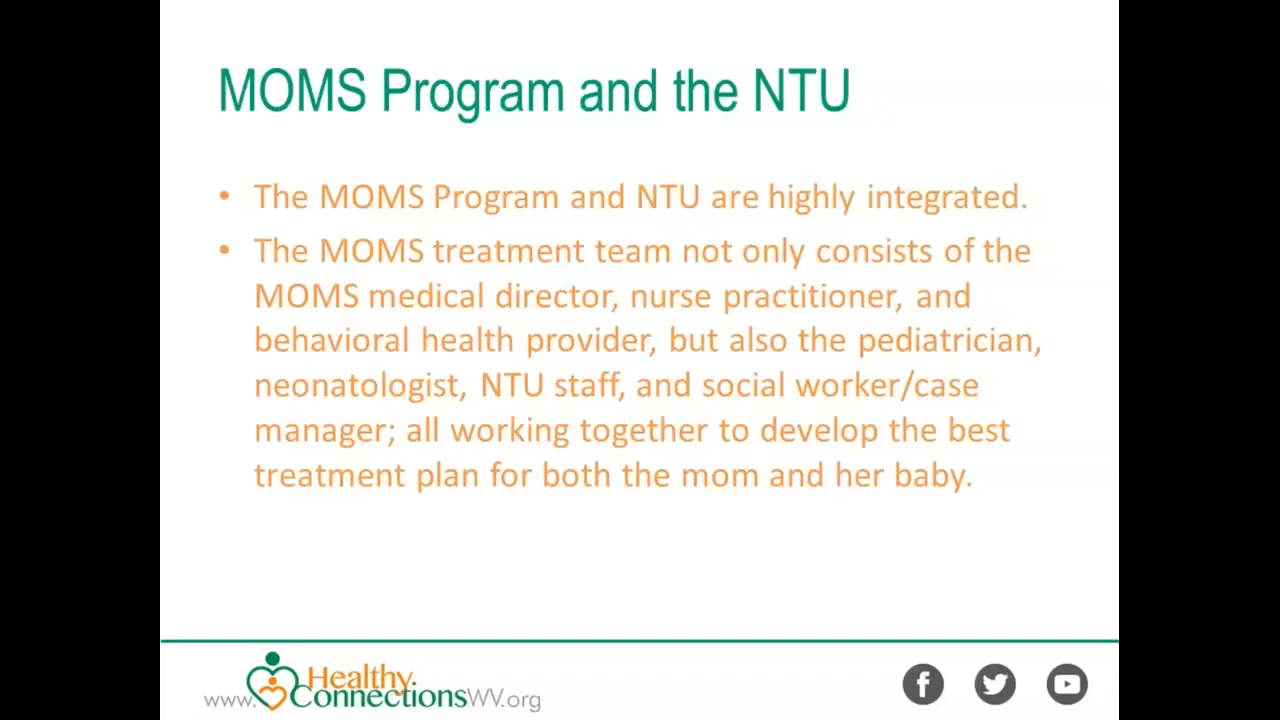 MOMS Program and the NTU
• The MOMS Program and NTU are highly integrated.
• The MOMS treatment team not only consists of the
MOMS medical director, nurse practitioner, and
behavioral health provider, but also the pediatrician,
neonatologist, NTU staff, and social worker/case
manager; all working together to develop the best
treatment plan for both the mom and her baby.
www.Healthy
ConnectionsWV.org